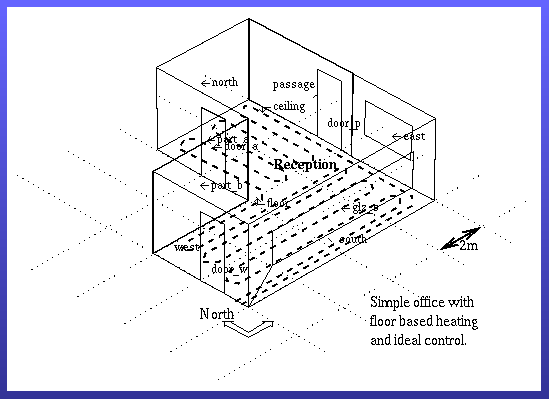 north
passage
ceiling
door_p
east
part_a
door_a
Reception
part_b
floor
glz_s
south
west
2m
door_w
North
Simple office with
floor based heating
and ideal control.